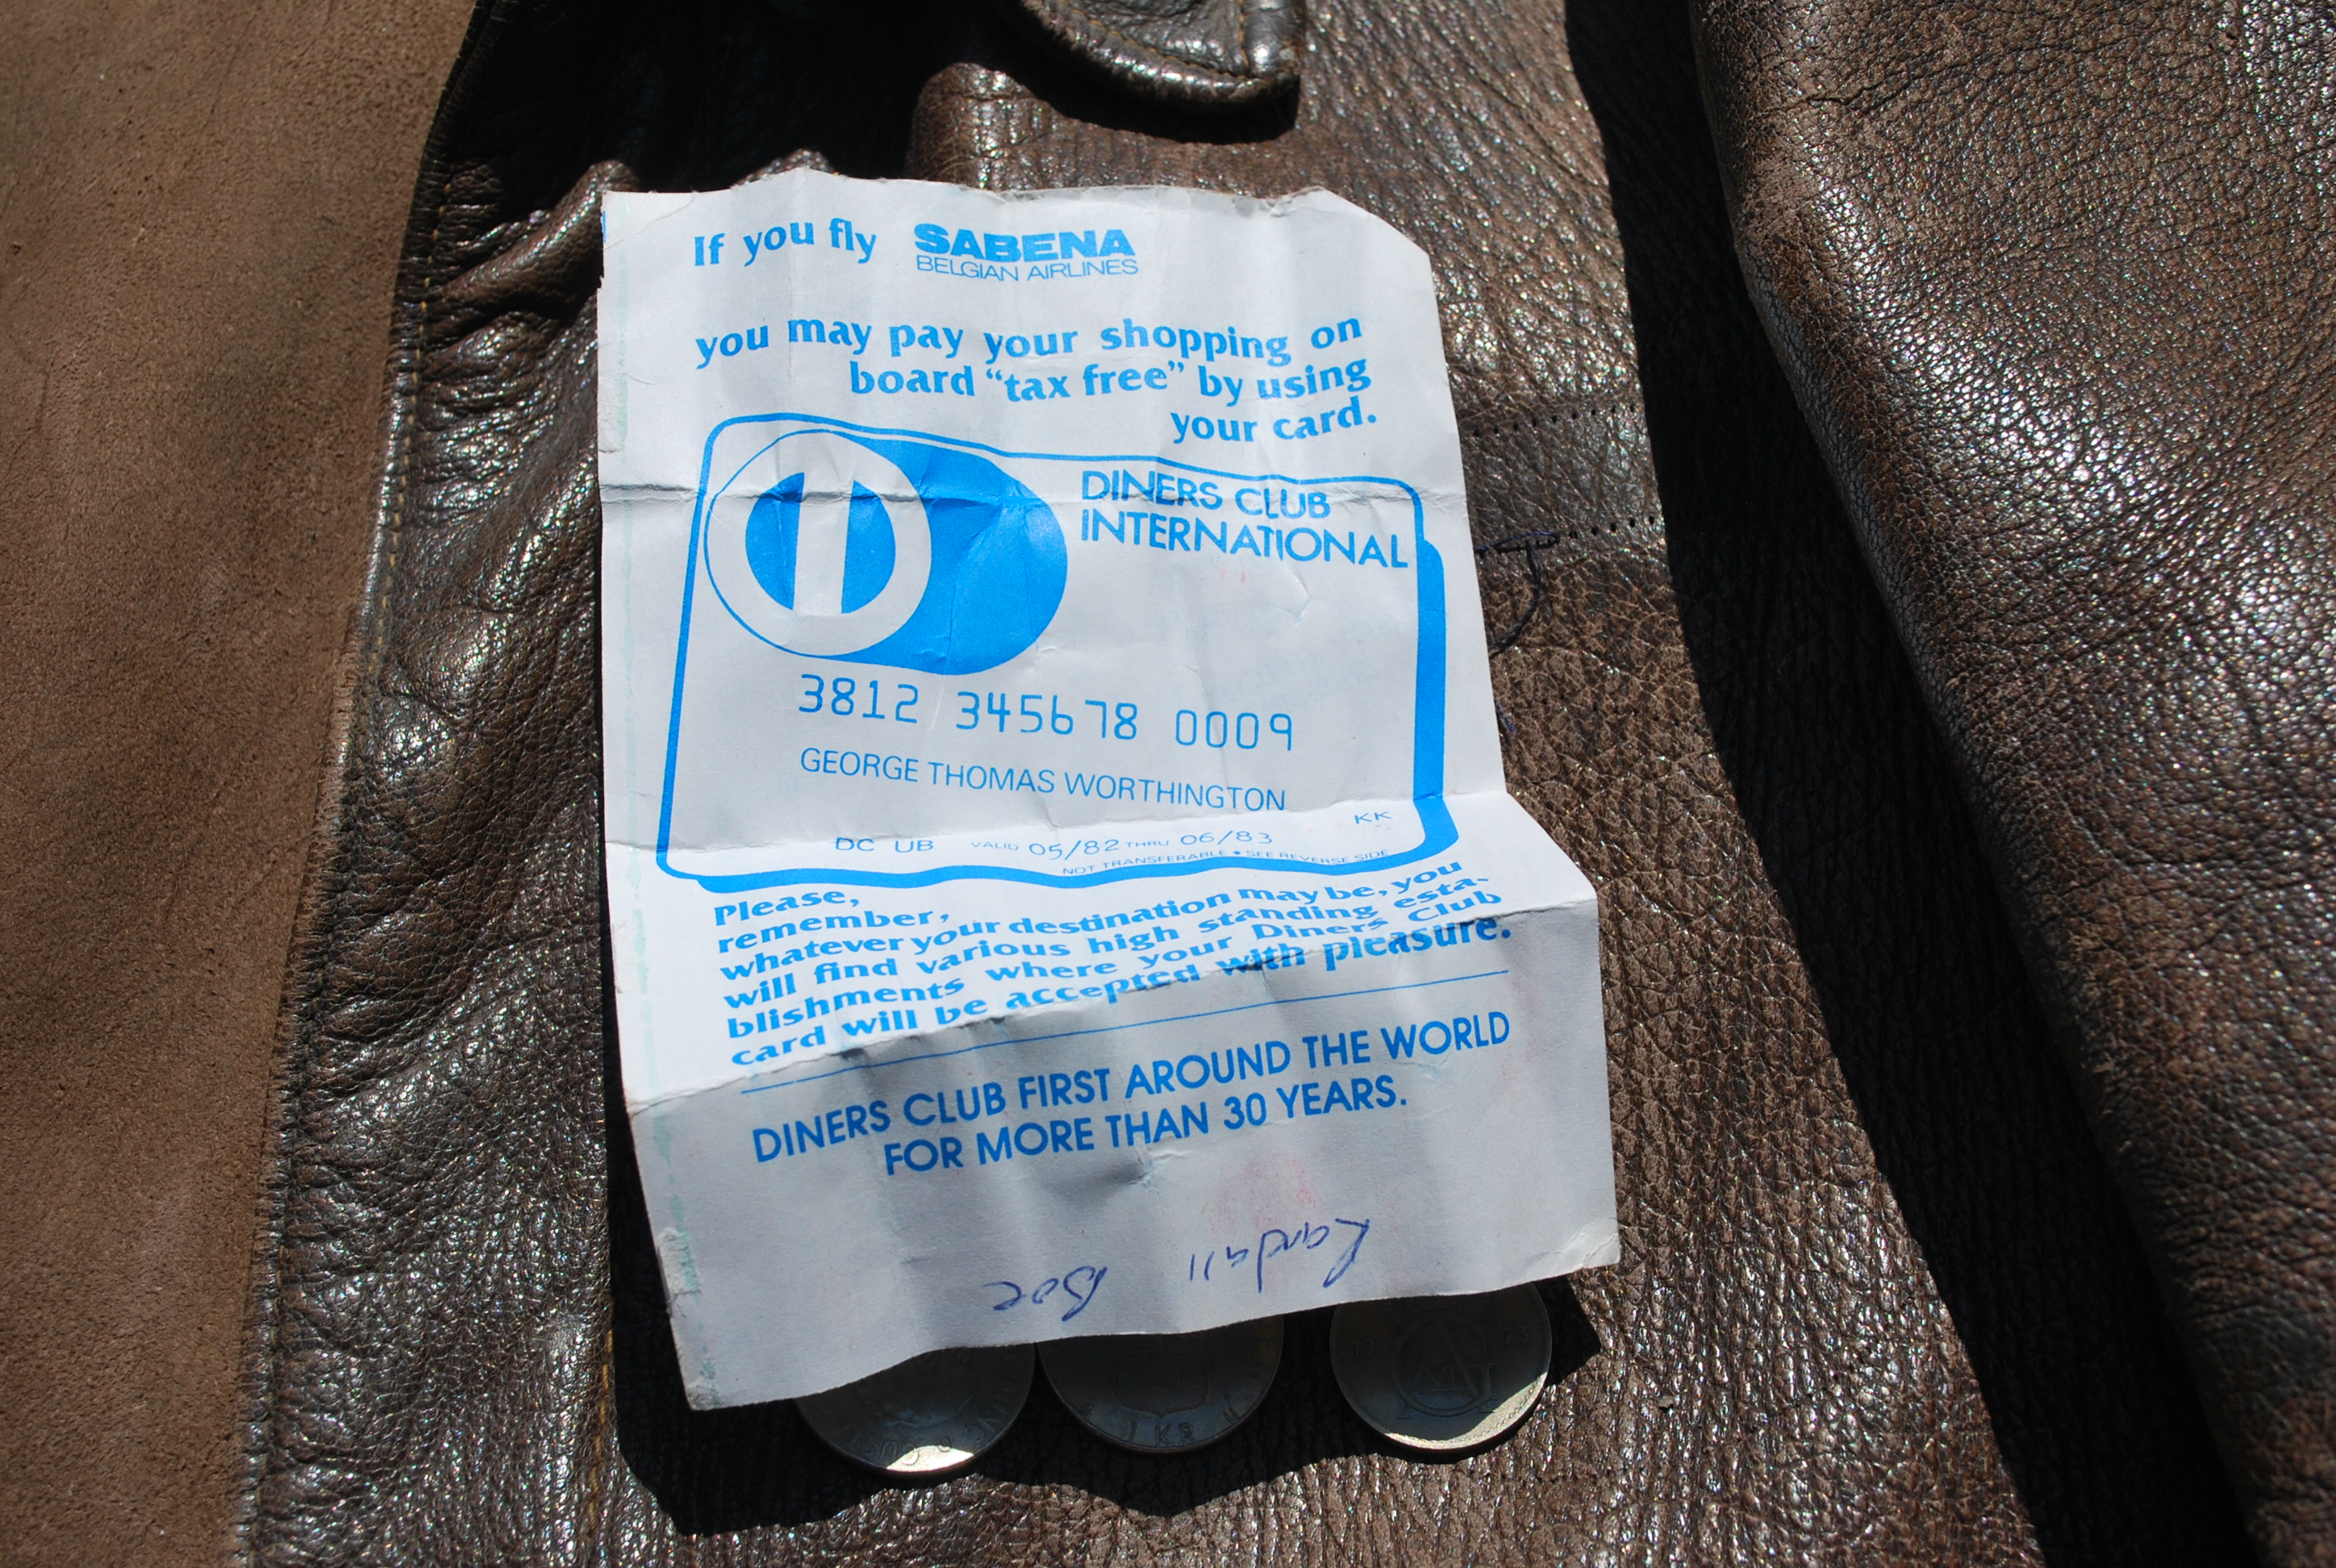 If you fly SABENA
BELGIAN AIRLINES
you may pay your shopping on
board “tax free” by using
your card.
DINERS CLUB
INTERNATIONAL
3812 345678 0009
GEORGE THOMAS WORTHINGTON
KK
DC UB VALID 05/82 THRU 06/83
NOT TRANSFERABLE • SEE REVERSE SIDE
Please,
remember,
whatever your destination may be, you
will find various high standing esta-
blishments where your Diners Club
card will be accepted with pleasure.
DINERS CLUB FIRST AROUND THE WORLD
FOR MORE THAN 30 YEARS.
Randall Boe
1 KR